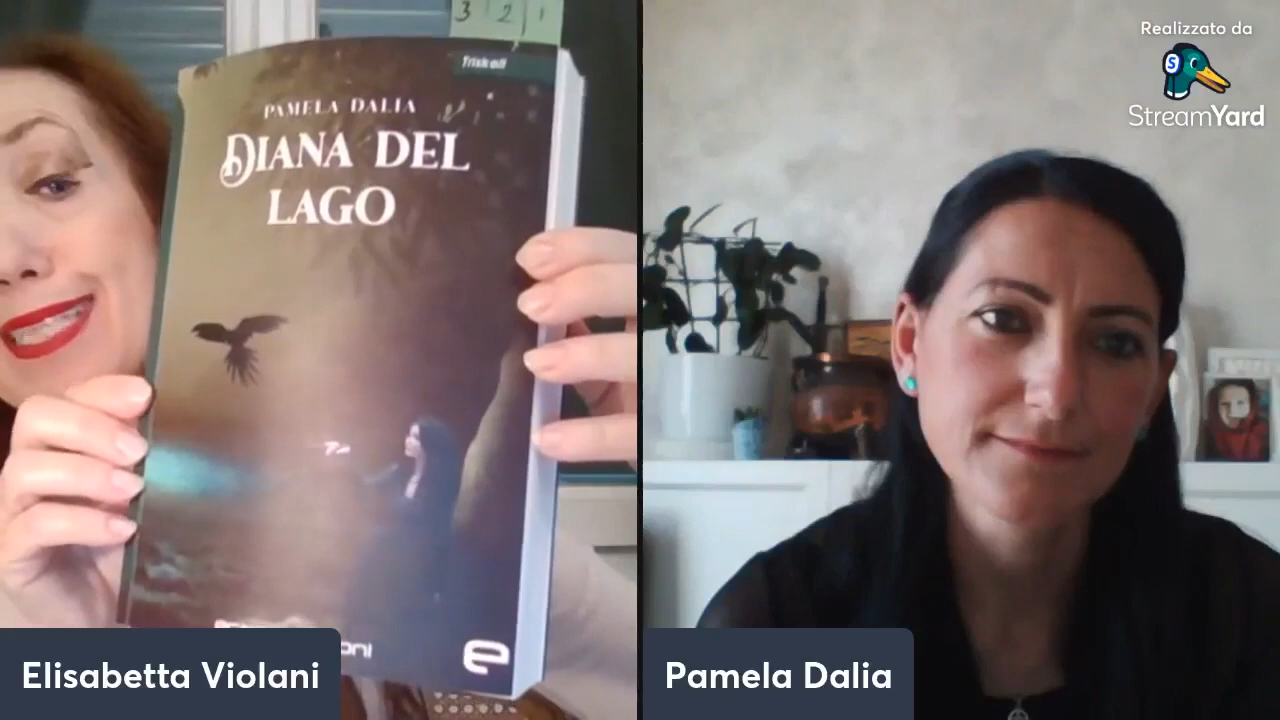 3 2 1
Triskell
PAMELA DALIA
DIANA DEL
LAGO
Realizzato da
StreamYard
Elisabetta Violani
Pamela Dalia